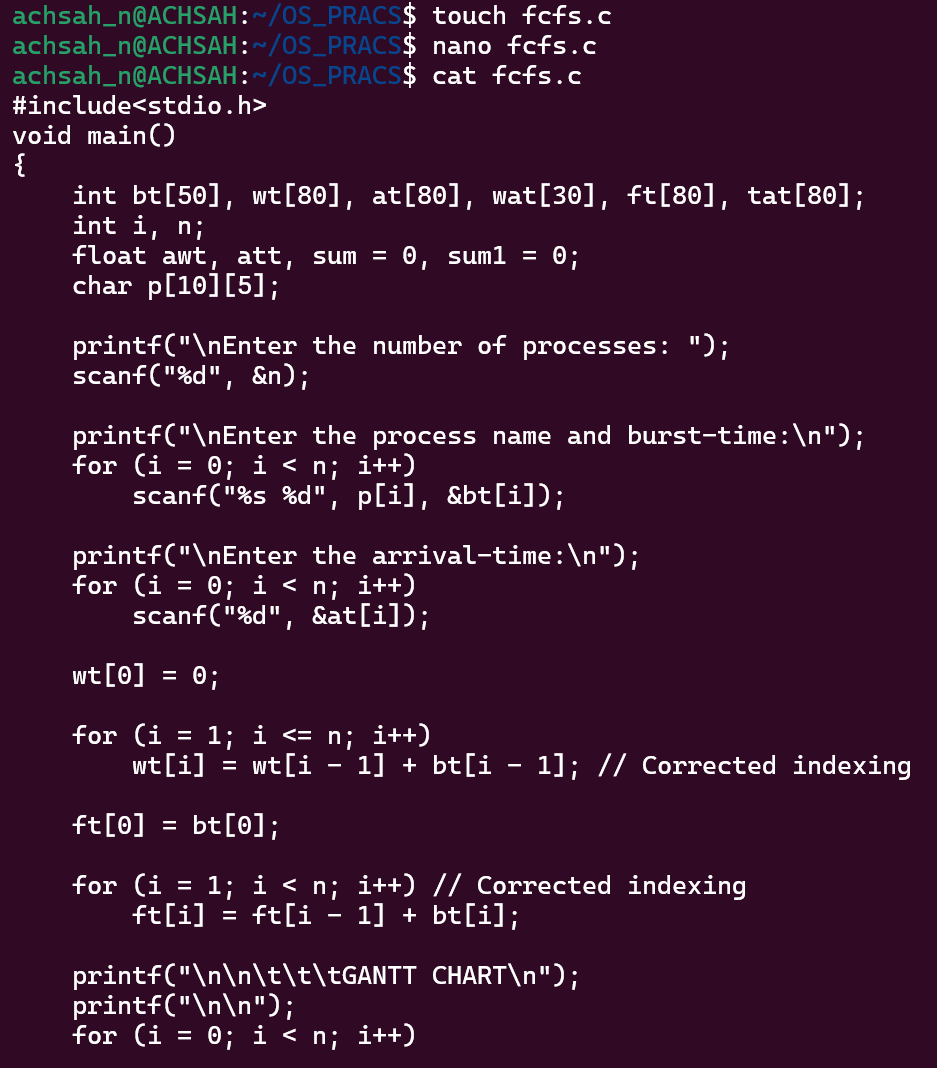 achsah_n@ACHSAH:~/OS_PRACS$ touch fcfs.c
achsah_n@ACHSAH:~/OS_PRACS$ nano fcfs.c
achsah_n@ACHSAH:~/OS_PRACS$ cat fcfs.c
#include<stdio.h>
void main()
{
    int bt[50], wt[80], at[80], wat[30], ft[80], tat[80];
    int i, n;
    float awt, att, sum = 0, sum1 = 0;
    char p[10][5];

    printf("\nEnter the number of processes: ");
    scanf("%d", &n);

    printf("\nEnter the process name and burst-time:\n");
    for (i = 0; i < n; i++)
        scanf("%s %d", p[i], &bt[i]);

    printf("\nEnter the arrival-time:\n");
    for (i = 0; i < n; i++)
        scanf("%d", &at[i]);

    wt[0] = 0;

    for (i = 1; i <= n; i++)
        wt[i] = wt[i - 1] + bt[i - 1]; // Corrected indexing

    ft[0] = bt[0];

    for (i = 1; i < n; i++) // Corrected indexing
        ft[i] = ft[i - 1] + bt[i];

    printf("\n\n\t\t\tGANTT CHART\n");
    printf("\n\n");
    for (i = 0; i < n; i++)